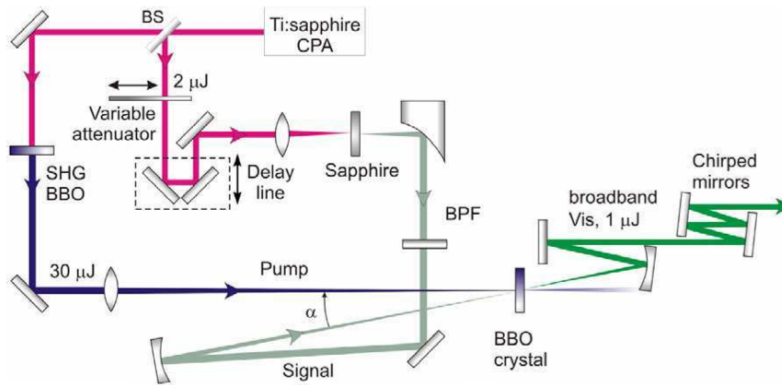 BS
Ti:sapphire
CPA
2 μJ
Variable
attenuator
SHG
BBO
Delay
line
Sapphire
BPF
Chirped
mirrors
broadband
Vis, 1 μJ
30 μJ
Pump
α
Signal
BBO
crystal